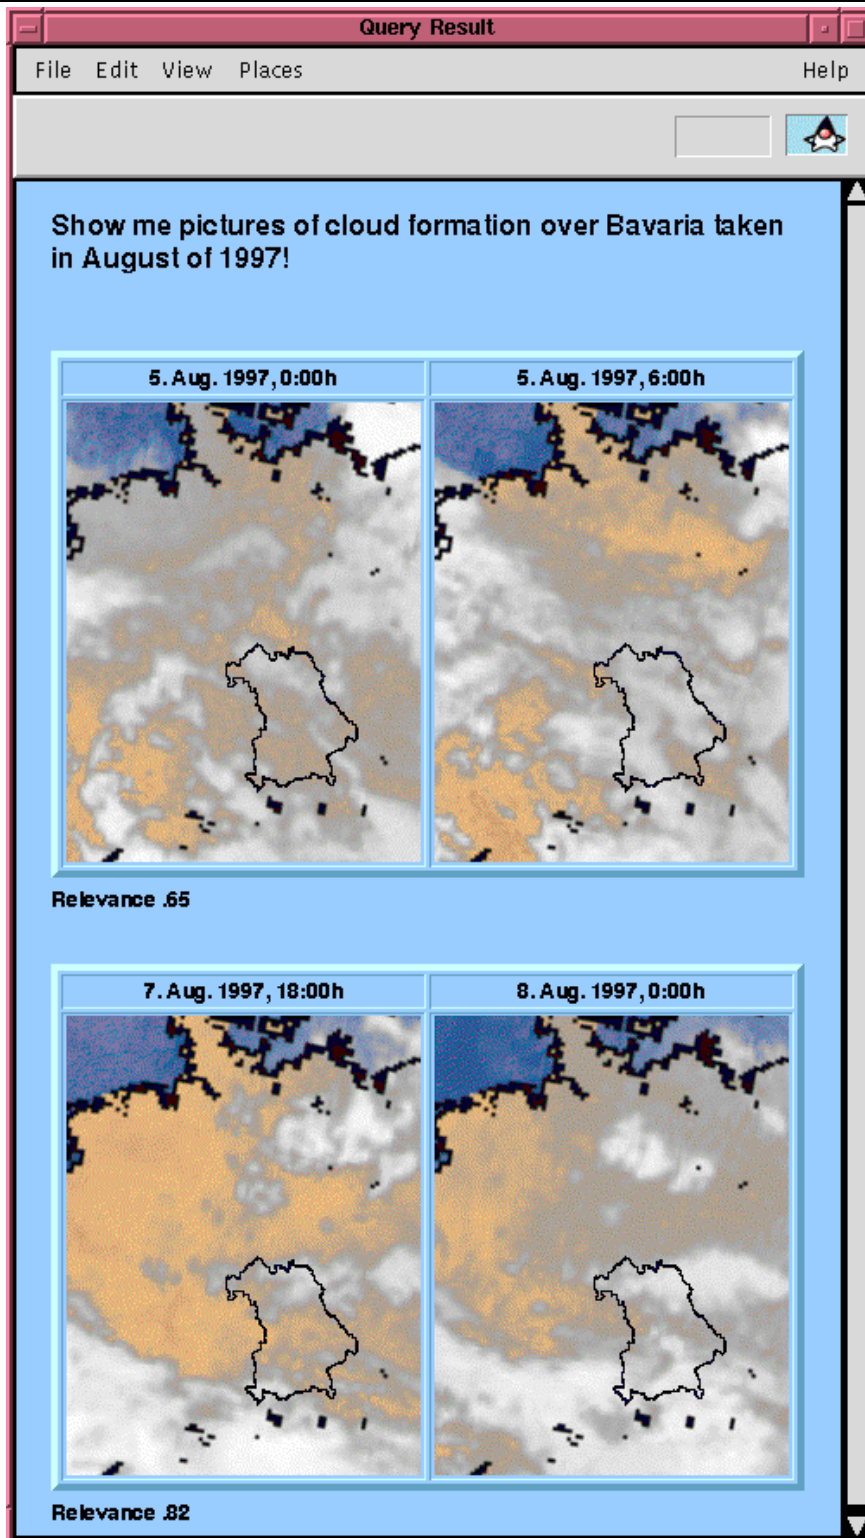 Query Result
File Edit View Places Help
Show me pictures of cloud formation over Bavaria taken
in August of 1997!
5. Aug. 1997, 0:00h 5. Aug. 1997, 6:00h
Relevance .65
7. Aug. 1997, 18:00h 8. Aug. 1997, 0:00h
Relevance .82